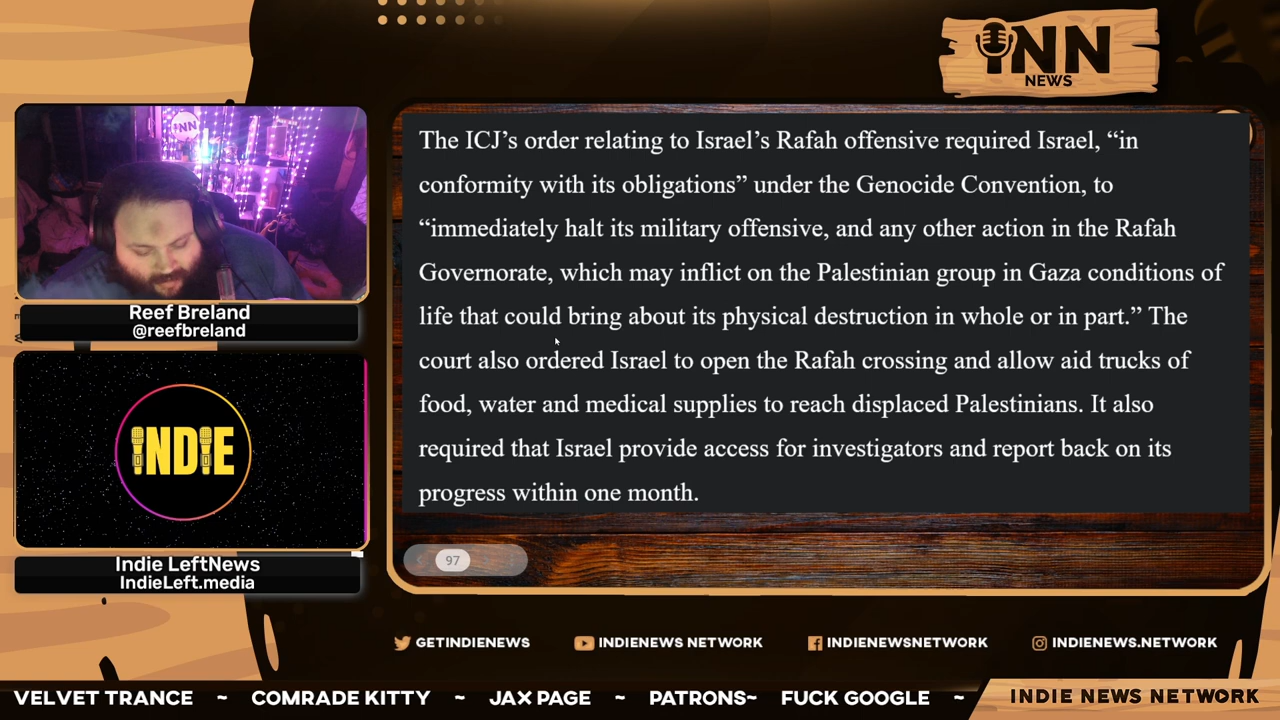 iNN
NEWS
iNN
The ICJ's order relating to Israel's Rafah offensive required Israel, “in
conformity with its obligations” under the Genocide Convention, to
“immediately halt its military offensive, and any other action in the Rafah
Governorate, which may inflict on the Palestinian group in Gaza conditions of
life that could bring about its physical destruction in whole or in part.” The
court also ordered Israel to open the Rafah crossing and allow aid trucks of
food, water and medical supplies to reach displaced Palestinians. It also
required that Israel provide access for investigators and report back on its
progress within one month.
97
Reef Breland
@reefbreland
INDIE
Indie LeftNews
IndieLeft.media
GETINDIENEWS
INDIENEWS NETWORK
INDIENEWSNETWORK
INDIENEWS.NETWORK
VELVET TRANCE ~ COMRADE KITTY ~ JAX PAGE ~ PATRONS~ FUCK GOOGLE ~
INDIE NEWS NETWORK